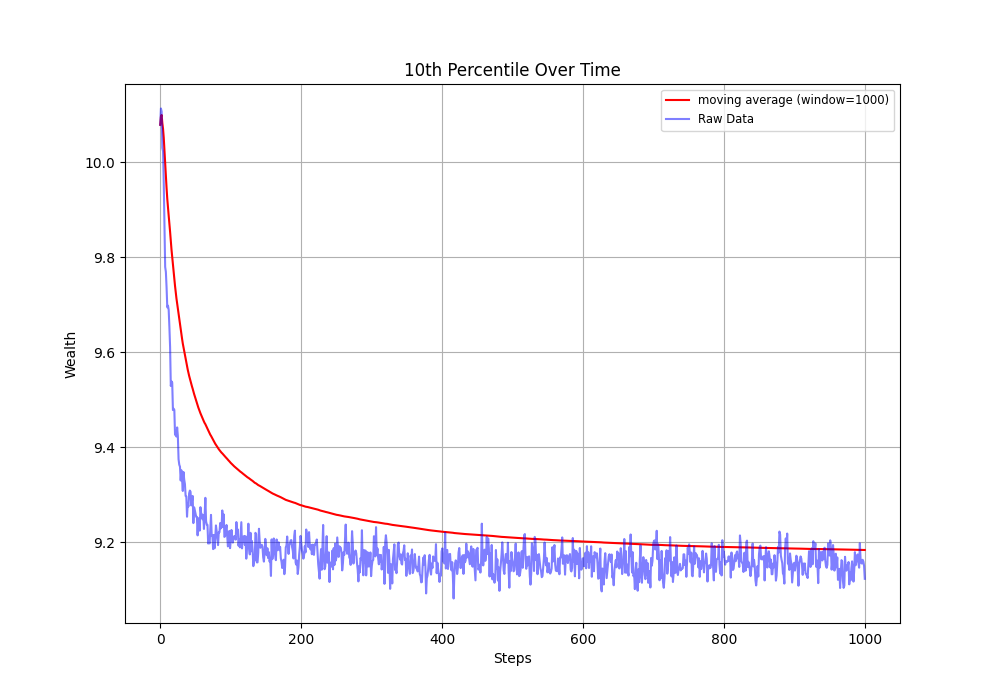 10th Percentile Over Time
moving average (window=1000)
Raw Data
10.0
9.8
9.6
9.4
9.2
Wealth
0
200
400
600
800
1000
Steps